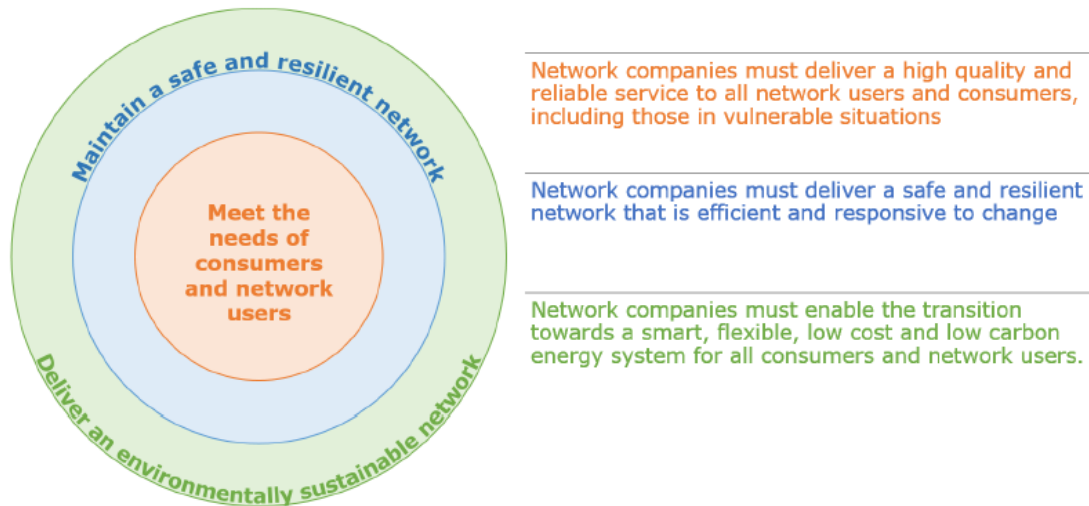 Maintain a safe and resilient network
Meet the
needs of
consumers
and network
users
Deliver an environmentally sustainable network
Network companies must deliver a high quality and
reliable service to all network users and consumers,
including those in vulnerable situations
Network companies must deliver a safe and resilient
network that is efficient and responsive to change
Network companies must enable the transition
towards a smart, flexible, low cost and low carbon
energy system for all consumers and network users.